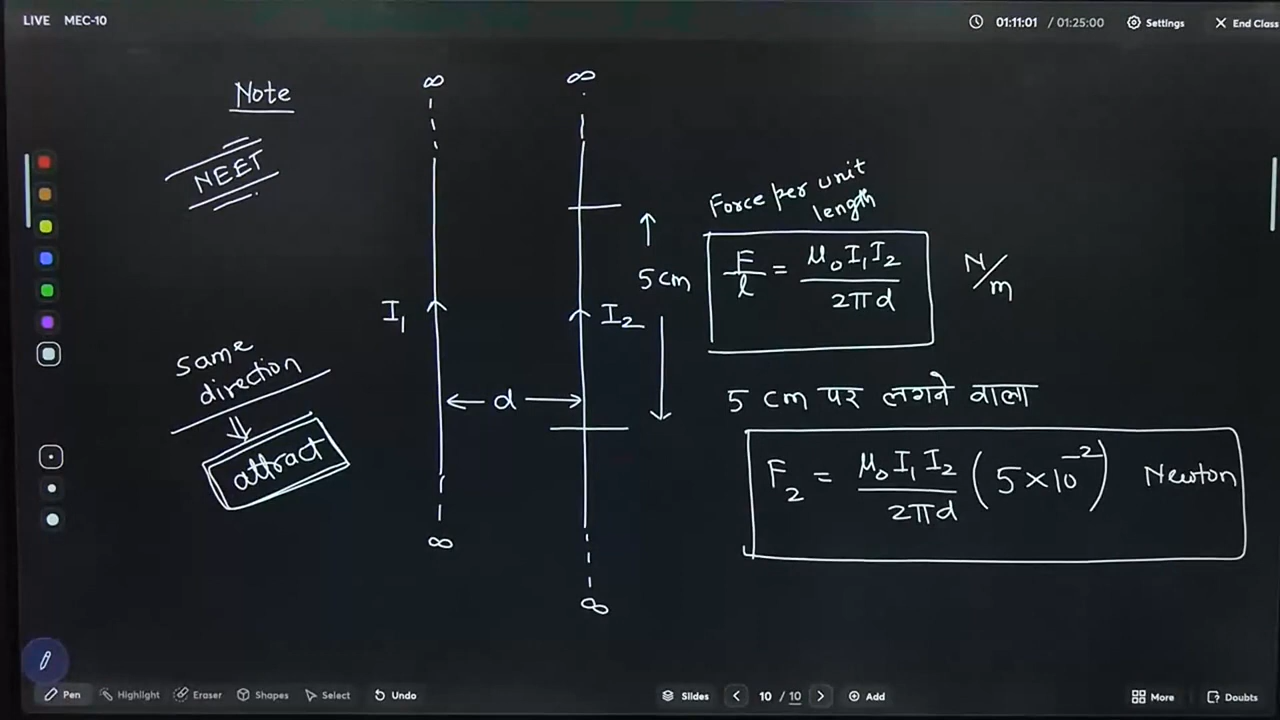 LIVE MEC-10
01:11:01 / 01:25:00
Settings
End Class
Note
NEET
∞
∞
Force per unit
length
F/l = μ₀I₁I₂/2πd
N/m
5 cm
I₁
I₂
same
direction
⇓
attract
← d →
5 cm पर लगने वाला
F₂ = μ₀I₁I₂/2πd (5×10⁻²) Newton
∞
∞
Pen Highlight Eraser Shapes Select Undo
Slides 10 / 10 Add
More Doubts